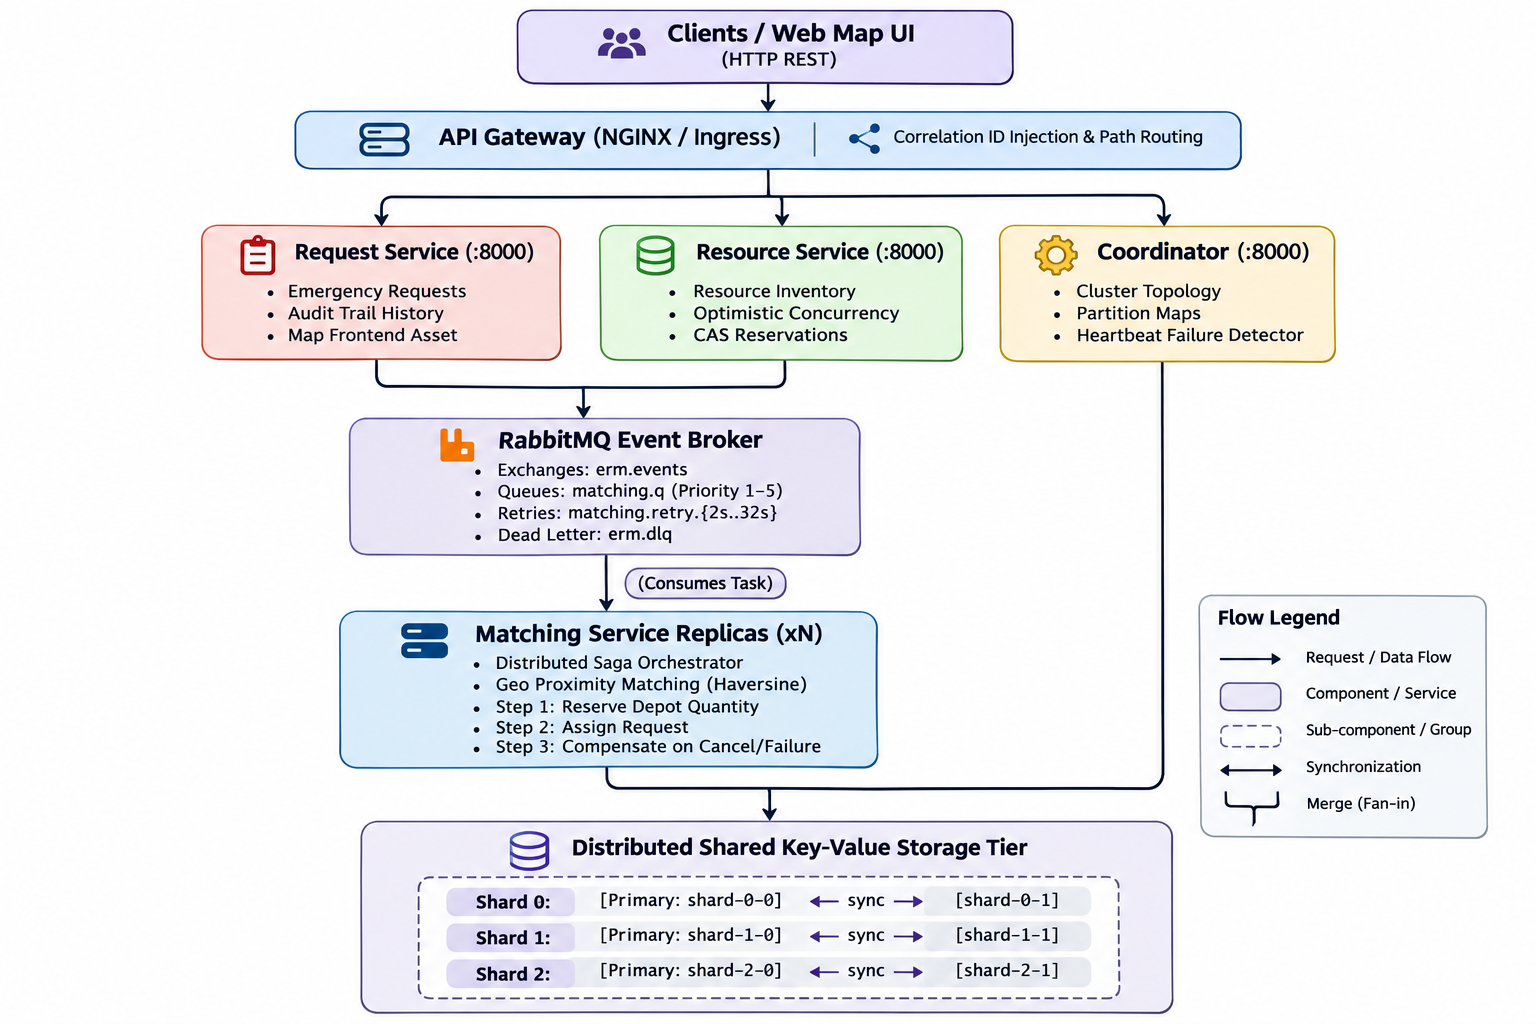 Clients / Web Map UI
(HTTP REST)
API Gateway (NGINX / Ingress)
Correlation ID Injection & Path Routing
Request Service (:8000)
• Emergency Requests
• Audit Trail History
• Map Frontend Asset
Resource Service (:8000)
• Resource Inventory
• Optimistic Concurrency
• CAS Reservations
Coordinator (:8000)
• Cluster Topology
• Partition Maps
• Heartbeat Failure Detector
RabbitMQ Event Broker
• Exchanges: erm.events
• Queues: matching.q (Priority 1–5)
• Retries: matching.retry.{2s..32s}
• Dead Letter: erm.dlq
(Consumes Task)
Matching Service Replicas (xN)
• Distributed Saga Orchestrator
• Geo Proximity Matching (Haversine)
• Step 1: Reserve Depot Quantity
• Step 2: Assign Request
• Step 3: Compensate on Cancel/Failure
Flow Legend
Request / Data Flow
Component / Service
Sub-component / Group
Synchronization
Merge (Fan-in)
Distributed Shared Key-Value Storage Tier
Shard 0: [Primary: shard-0-0] sync [shard-0-1]
Shard 1: [Primary: shard-1-0] sync [shard-1-1]
Shard 2: [Primary: shard-2-0] sync [shard-2-1]